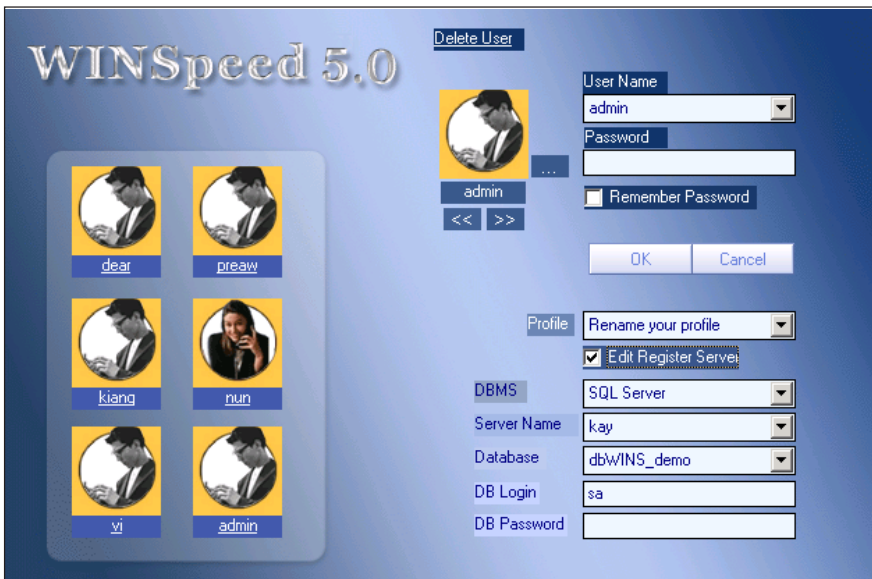 WINSpeed 5.0
dear
preaw
kiang
nun
vi
admin
Delete User
admin
...
<< >>
User Name
admin
Password
Remember Password
OK Cancel
Profile Rename your profile
Edit Register Server
DBMS SQL Server
Server Name kay
Database dbWINS_demo
DB Login sa
DB Password